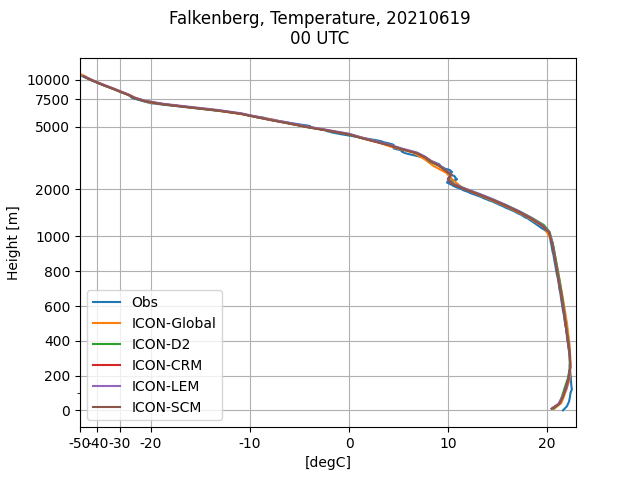 Falkenberg, Temperature, 20210619
00 UTC
Height [m]
10000
7500
5000
2000
1000
800
600
400
200
0
Obs
ICON-Global
ICON-D2
ICON-CRM
ICON-LEM
ICON-SCM
-50 -40 -30 -20 -10 0 10 20
[degC]